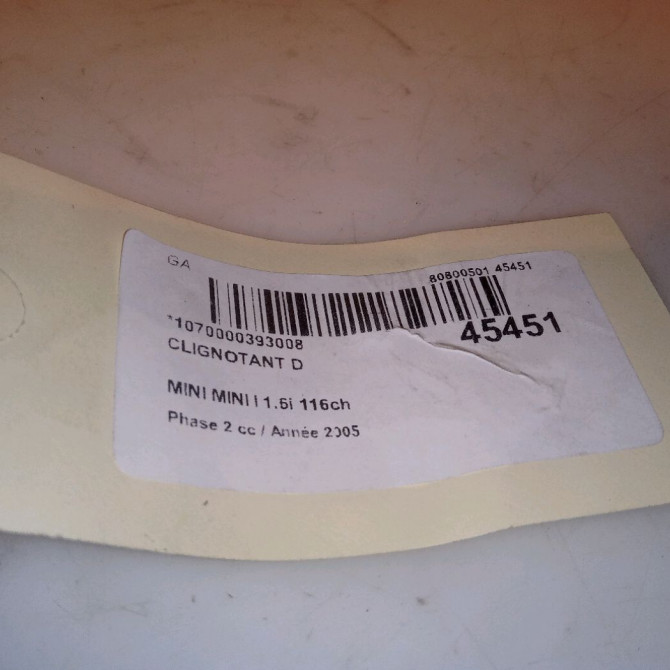 GA
80800501 45451
*1070000393008
45451
CLIGNOTANT D
MINI MINI I 1.6i 116ch
Phase 2 cc / Année 2005